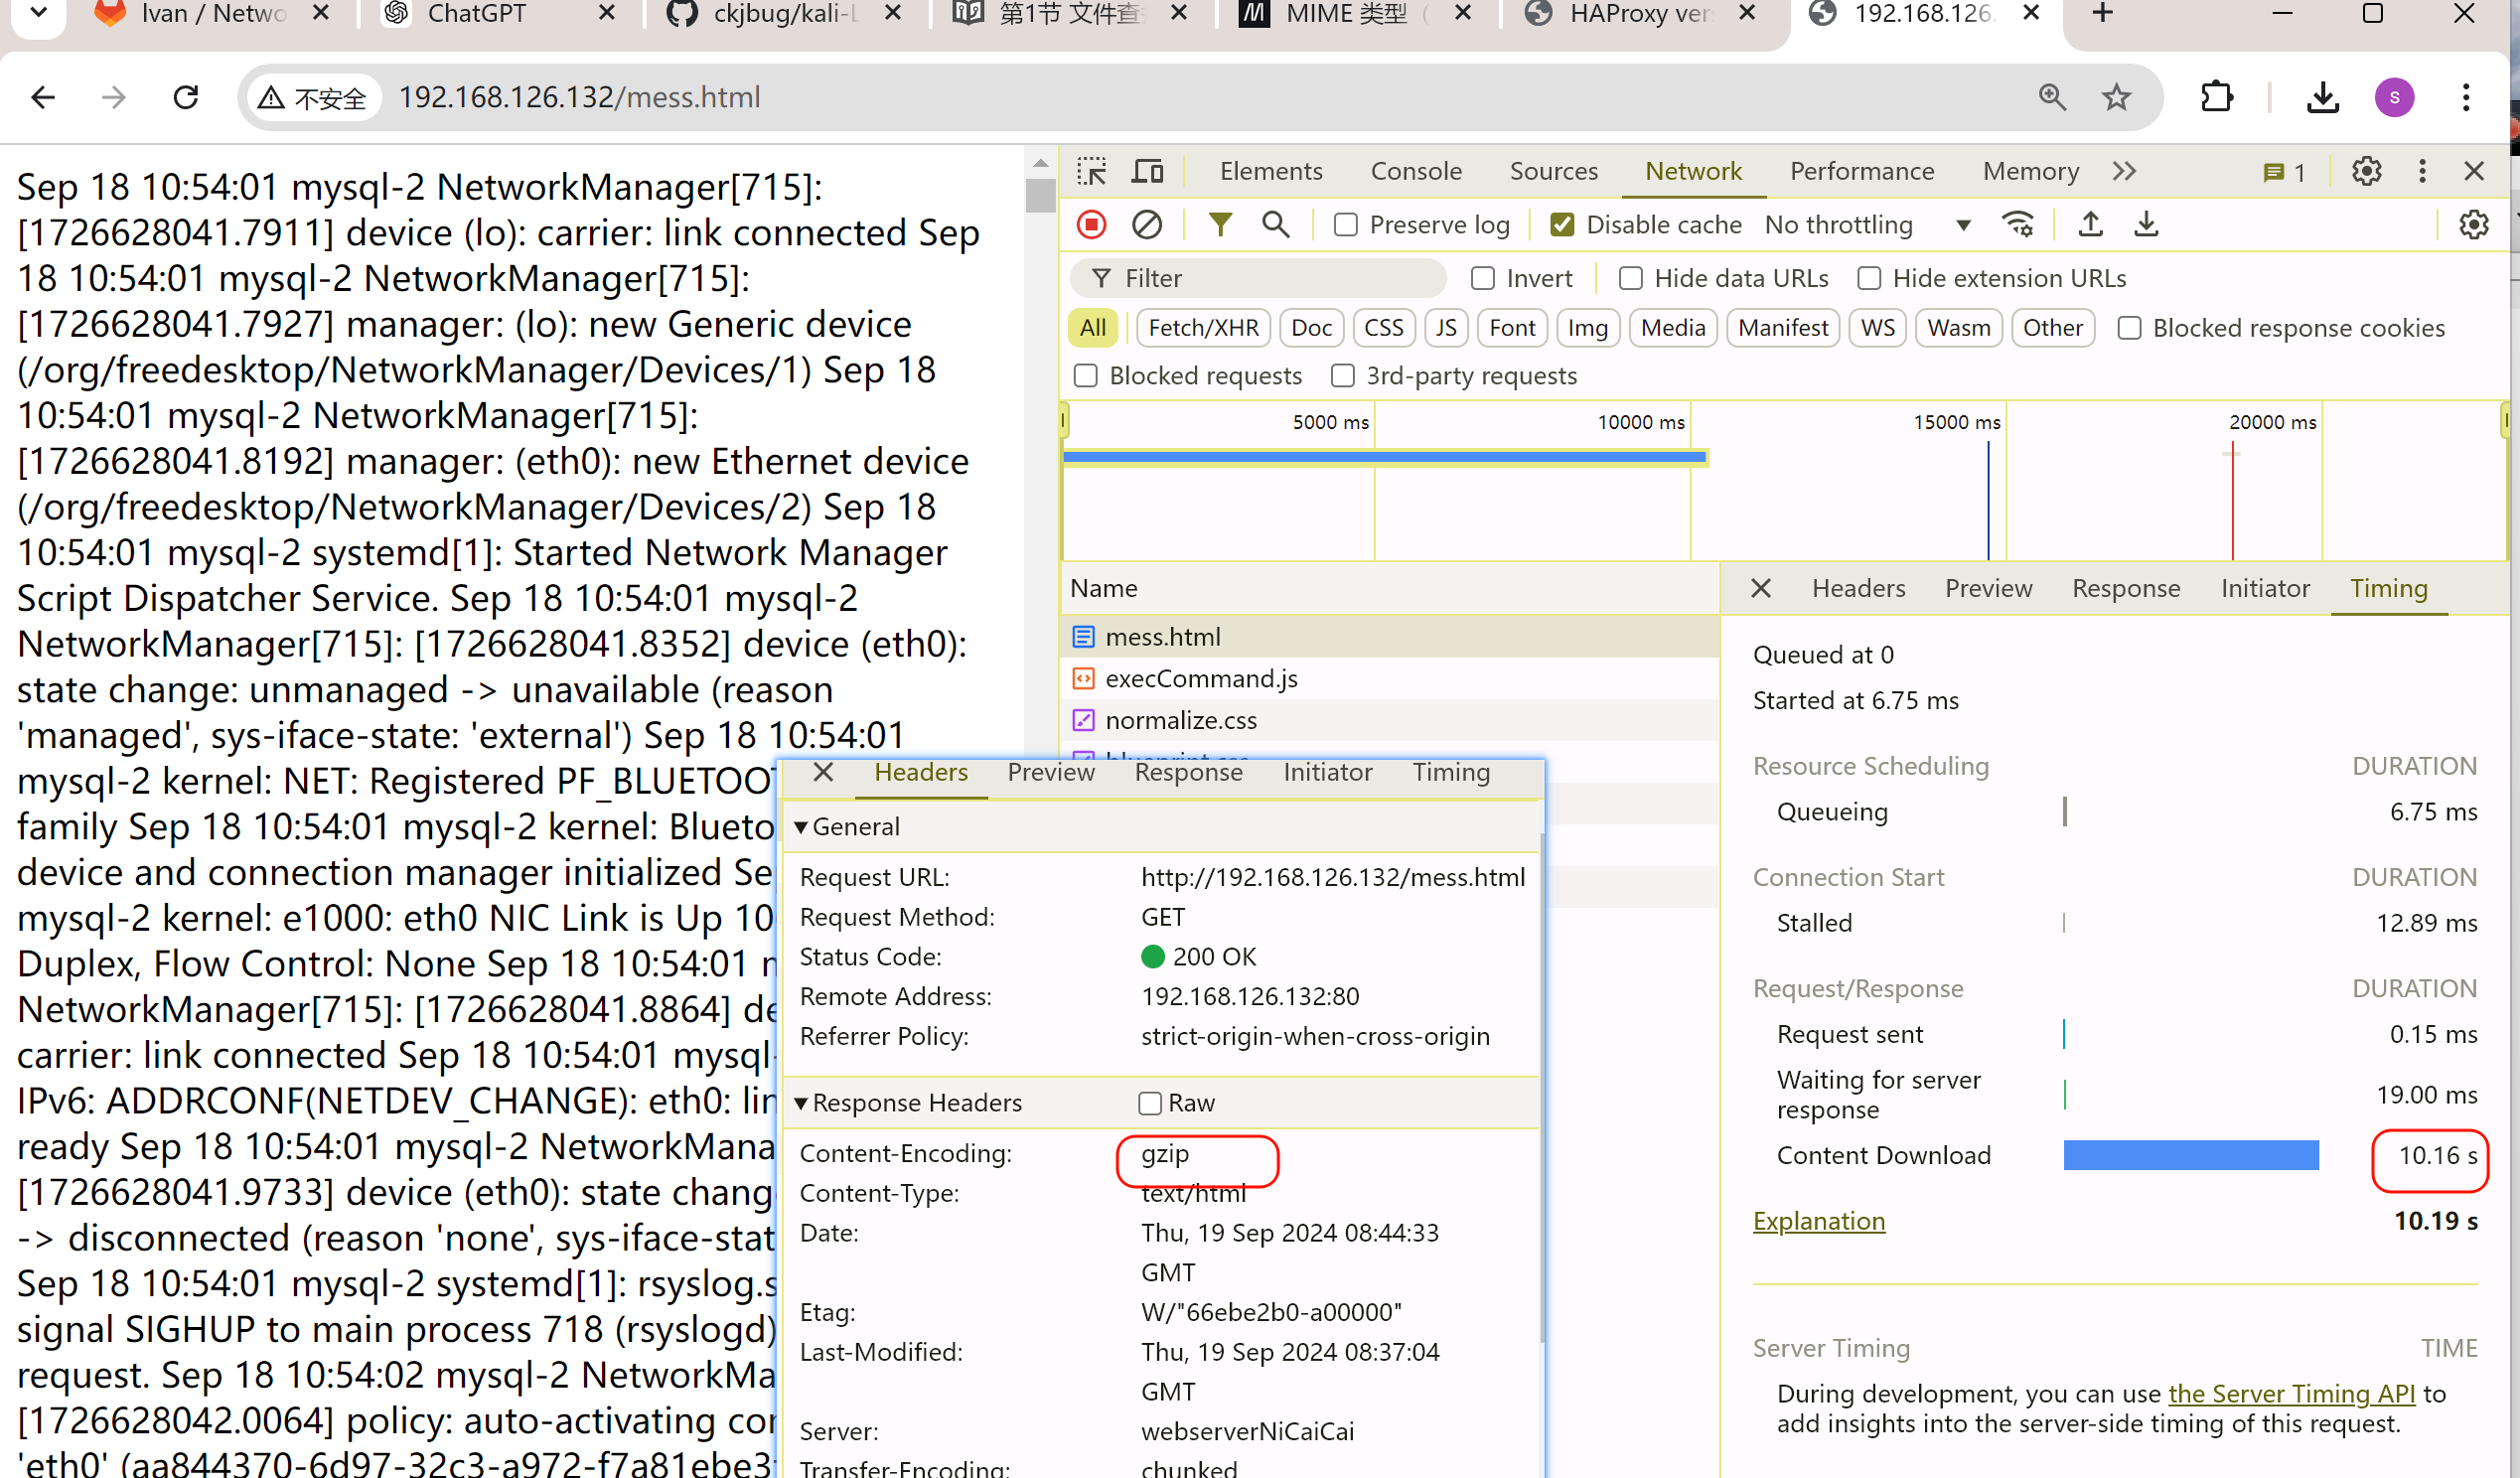 Ivan / Netwo
ChatGPT
ckjbug/kali-L
第1节 文件查
MIME 类型
HAProxy ver
192.168.126.
不安全
192.168.126.132/mess.html
Sep 18 10:54:01 mysql-2 NetworkManager[715]:
[1726628041.7911] device (lo): carrier: link connected Sep
18 10:54:01 mysql-2 NetworkManager[715]:
[1726628041.7927] manager: (lo): new Generic device
(/org/freedesktop/NetworkManager/Devices/1) Sep 18
10:54:01 mysql-2 NetworkManager[715]:
[1726628041.8192] manager: (eth0): new Ethernet device
(/org/freedesktop/NetworkManager/Devices/2) Sep 18
10:54:01 mysql-2 systemd[1]: Started Network Manager
Script Dispatcher Service. Sep 18 10:54:01 mysql-2
NetworkManager[715]: [1726628041.8352] device (eth0):
state change: unmanaged -> unavailable (reason
'managed', sys-iface-state: 'external') Sep 18 10:54:01
mysql-2 kernel: NET: Registered PF_BLUETOOT
family Sep 18 10:54:01 mysql-2 kernel: Blueto
device and connection manager initialized Se
mysql-2 kernel: e1000: eth0 NIC Link is Up 10
Duplex, Flow Control: None Sep 18 10:54:01 m
NetworkManager[715]: [1726628041.8864] de
carrier: link connected Sep 18 10:54:01 mysql-
IPv6: ADDRCONF(NETDEV_CHANGE): eth0: lin
ready Sep 18 10:54:01 mysql-2 NetworkMana
[1726628041.9733] device (eth0): state chang
-> disconnected (reason 'none', sys-iface-stat
Sep 18 10:54:01 mysql-2 systemd[1]: rsyslog.s
signal SIGHUP to main process 718 (rsyslogd)
request. Sep 18 10:54:02 mysql-2 NetworkMa
[1726628042.0064] policy: auto-activating con
'eth0' (aa844370-6d97-32c3-a972-f7a81ebe3
Elements Console Sources Network Performance Memory 1
Preserve log Disable cache No throttling
Filter Invert Hide data URLs Hide extension URLs
All Fetch/XHR Doc CSS JS Font Img Media Manifest WS Wasm Other Blocked response cookies
Blocked requests 3rd-party requests
5000 ms 10000 ms 15000 ms 20000 ms
Name
mess.html
execCommand.js
normalize.css
blueprint.css
Headers Preview Response Initiator Timing
General
Request URL: http://192.168.126.132/mess.html
Request Method: GET
Status Code: 200 OK
Remote Address: 192.168.126.132:80
Referrer Policy: strict-origin-when-cross-origin
Response Headers Raw
Content-Encoding: gzip
Content-Type: text/html
Date: Thu, 19 Sep 2024 08:44:33
GMT
Etag: W/"66ebe2b0-a00000"
Last-Modified: Thu, 19 Sep 2024 08:37:04
GMT
Server: webserverNiCaiCai
Transfer-Encoding: chunked
Headers Preview Response Initiator Timing
Queued at 0
Started at 6.75 ms
Resource Scheduling DURATION
Queueing 6.75 ms
Connection Start DURATION
Stalled 12.89 ms
Request/Response DURATION
Request sent 0.15 ms
Waiting for server
response 19.00 ms
Content Download 10.16 s
Explanation 10.19 s
Server Timing TIME
During development, you can use the Server Timing API to
add insights into the server-side timing of this request.